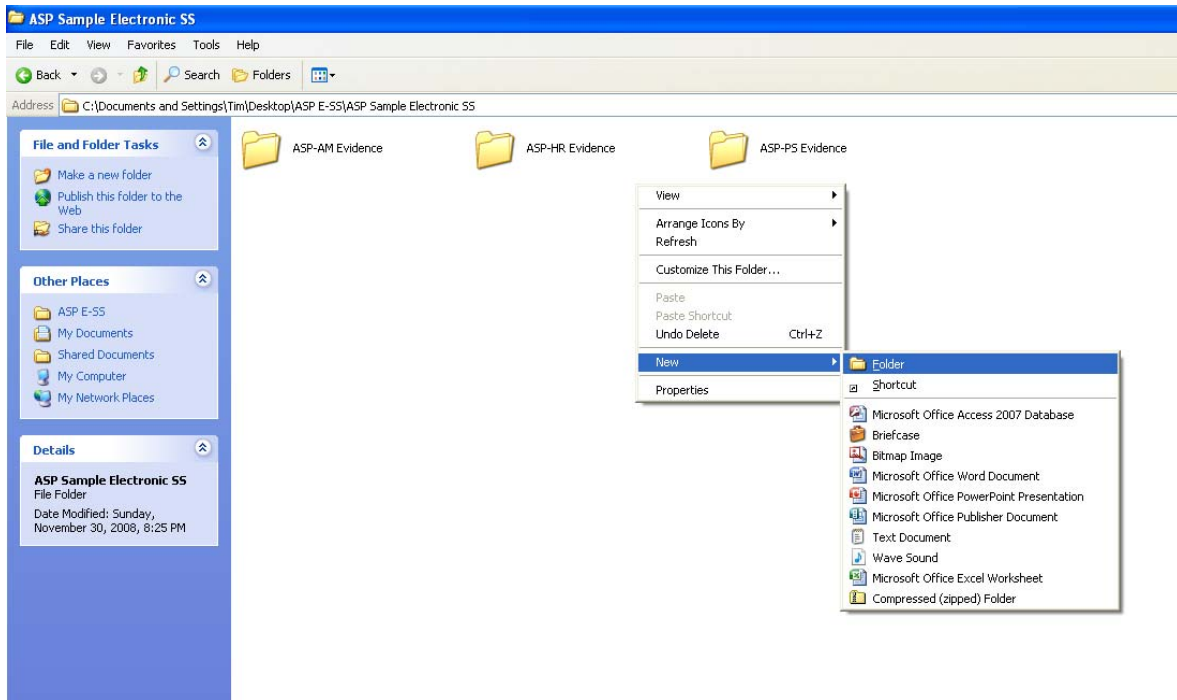 ASP Sample Electronic SS
File Edit View Favorites Tools Help
Back Search Folders
Address C:\Documents and Settings\Tim\Desktop\ASP E-SS\ASP Sample Electronic SS
File and Folder Tasks
Make a new folder
Publish this folder to the
Web
Share this folder
Other Places
ASP E-SS
My Documents
Shared Documents
My Computer
My Network Places
Details
ASP Sample Electronic SS
File Folder
Date Modified: Sunday,
November 30, 2008, 8:25 PM
ASP-AM Evidence
ASP-HR Evidence
ASP-PS Evidence
View
Arrange Icons By
Refresh
Customize This Folder...
Paste
Paste Shortcut
Undo Delete Ctrl+Z
New
Properties
Folder
Shortcut
Microsoft Office Access 2007 Database
Briefcase
Bitmap Image
Microsoft Office Word Document
Microsoft Office PowerPoint Presentation
Microsoft Office Publisher Document
Text Document
Wave Sound
Microsoft Office Excel Worksheet
Compressed (zipped) Folder